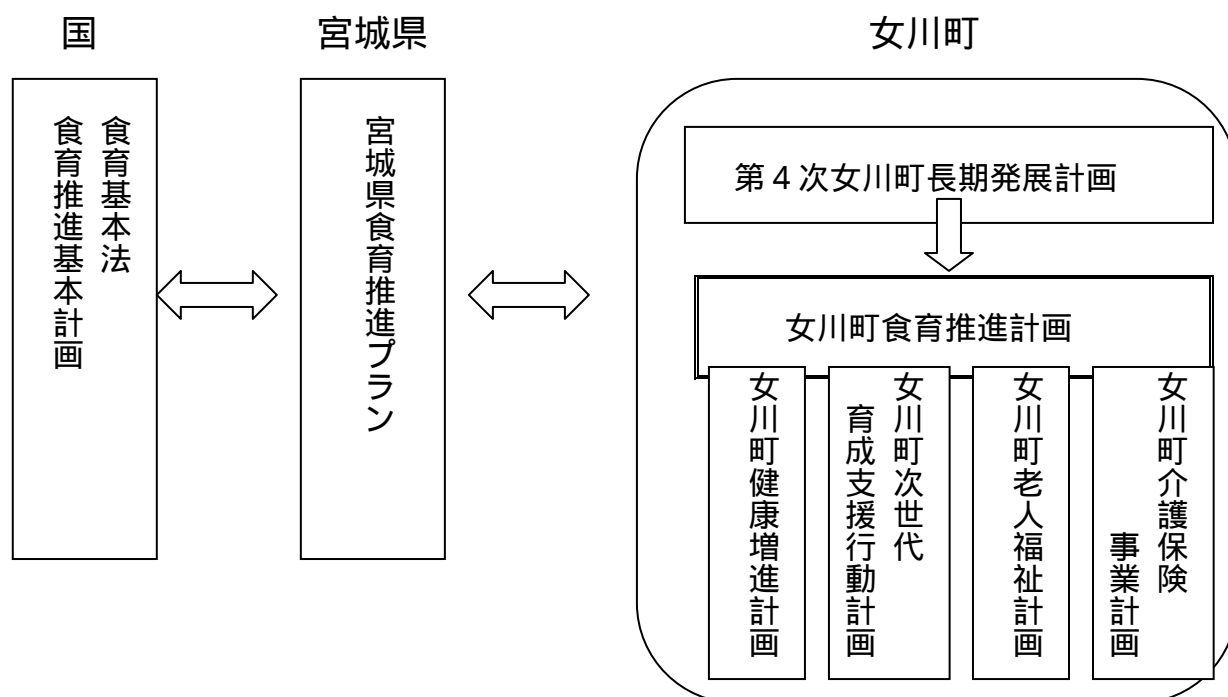 国
宮城県
女川町
食育基本法
食育推進基本計画
宮城県食育推進プラン
第４次女川町長期発展計画
女川町食育推進計画
女川町健康増進計画
女川町次世代
育成支援行動計画
女川町老人福祉計画
女川町介護保険
事業計画